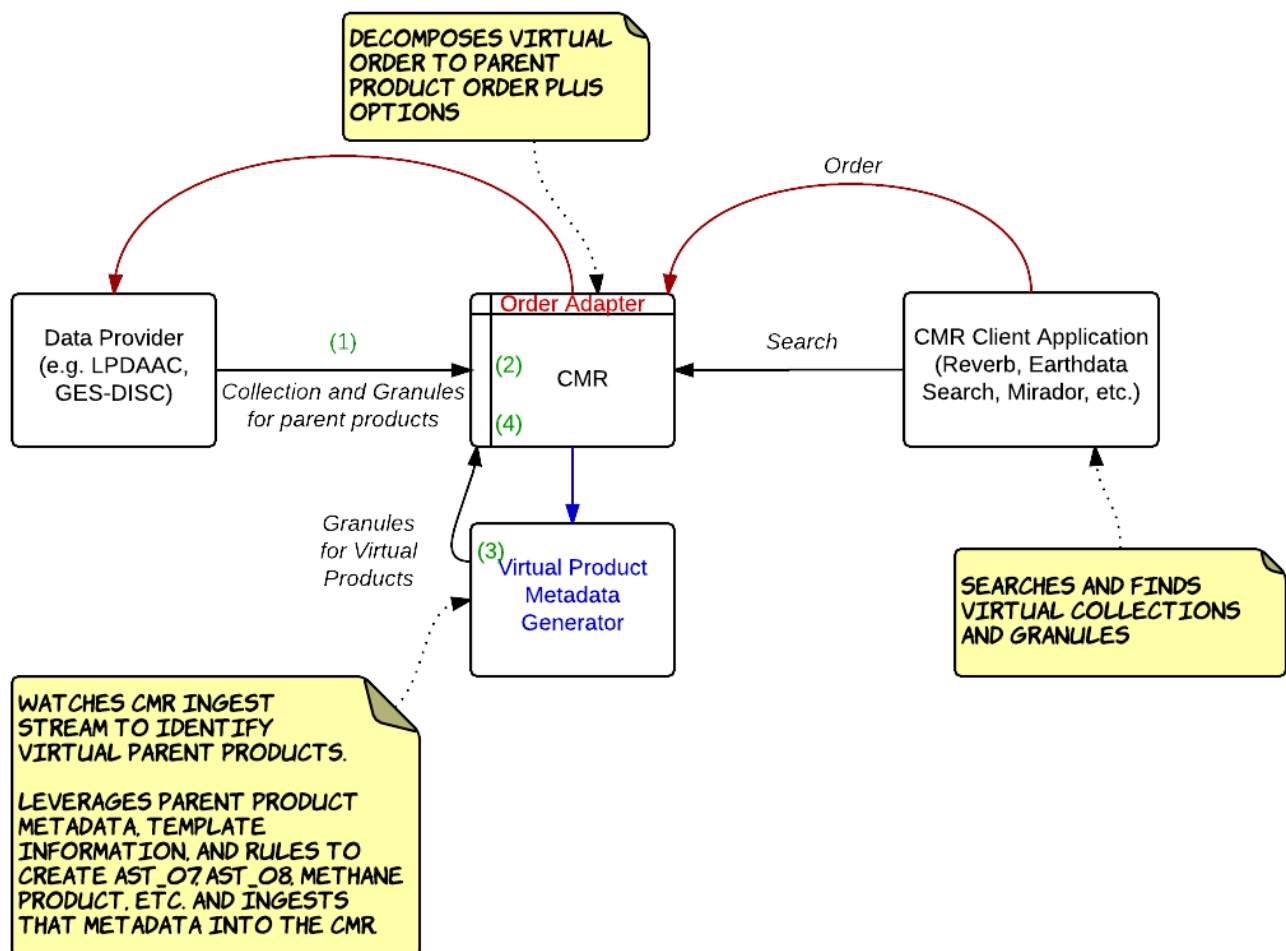 DECOMPOSES VIRTUAL
ORDER TO PARENT
PRODUCT ORDER PLUS
OPTIONS
Order
Order Adapter
Data Provider
(e.g. LPDAAC,
GES-DISC)
(1)
Collection and Granules
for parent products
(2)
CMR
(4)
Search
CMR Client Application
(Reverb, Earthdata
Search, Mirador, etc.)
Granules
for Virtual
Products
(3)
Virtual Product
Metadata
Generator
SEARCHES AND FINDS
VIRTUAL COLLECTIONS
AND GRANULES
WATCHES CMR INGEST
STREAM TO IDENTIFY
VIRTUAL PARENT PRODUCTS.
LEVERAGES PARENT PRODUCT
METADATA, TEMPLATE
INFORMATION, AND RULES TO
CREATE AST_07, AST_08, METHANE
PRODUCT, ETC. AND INGESTS
THAT METADATA INTO THE CMR